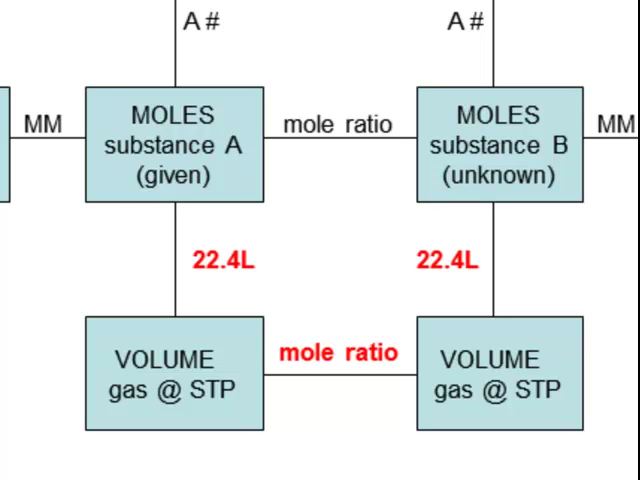 A # A #
MM MOLES substance A (given) mole ratio MOLES substance B (unknown) MM
22.4L 22.4L
VOLUME gas @ STP mole ratio VOLUME gas @ STP